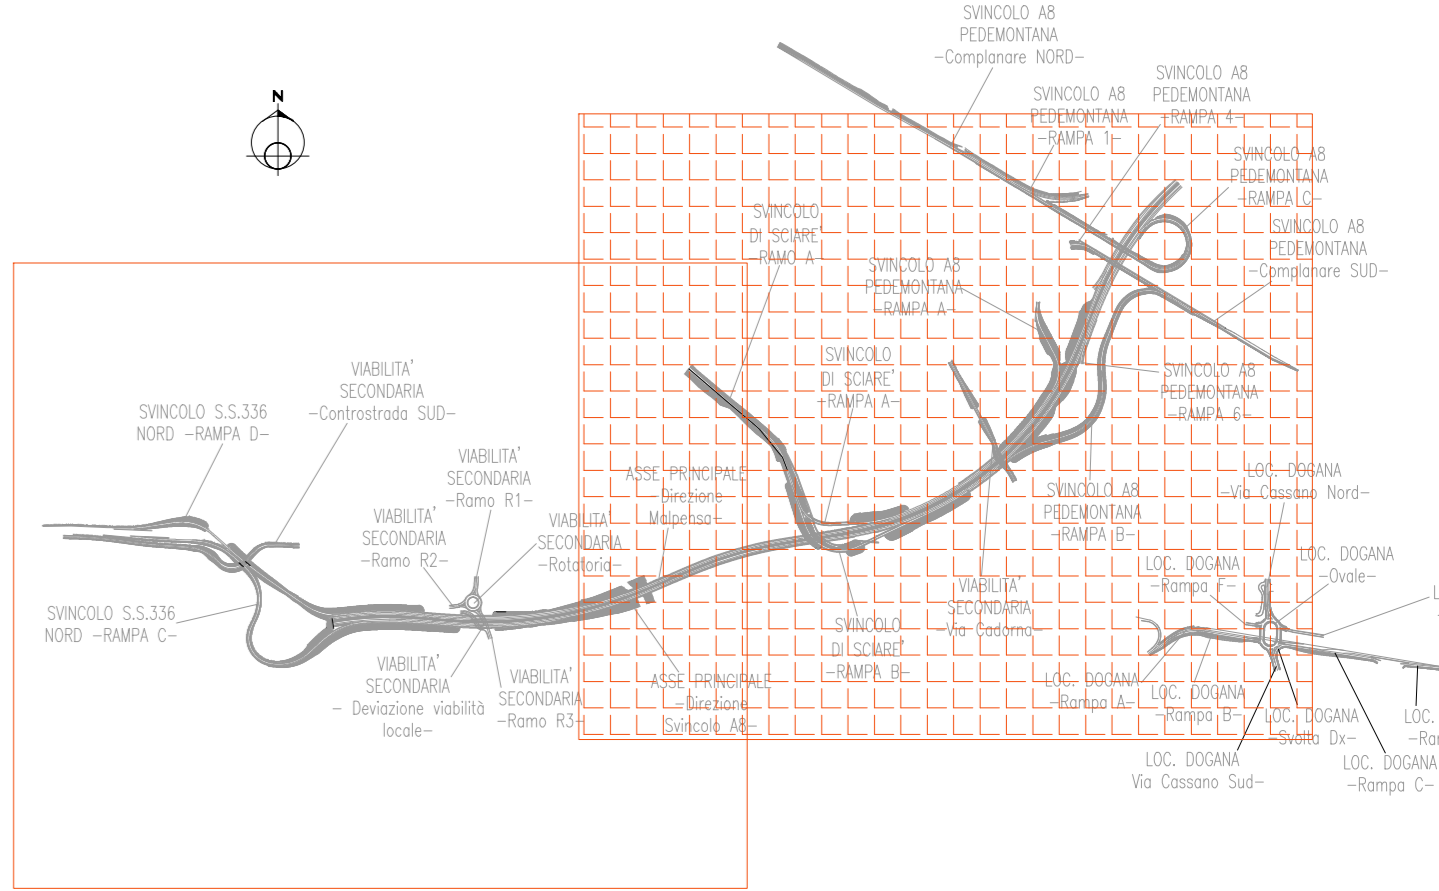 SVINCOLO A8
PEDEMONTANA
-Complanare NORD-
SVINCOLO A8
PEDEMONTANA
-RAMPA 4-
SVINCOLO A8
PEDEMONTANA
-RAMPA 1-
N
SVINCOLO A8
PEDEMONTANA
-RAMPA C-
SVINCOLO
DI SCIARE'
-RAMO A-
SVINCOLO A8
PEDEMONTANA
-Complanare SUD-
SVINCOLO A8
PEDEMONTANA
-RAMPA A-
SVINCOLO
DI SCIARE'
-RAMPA A-
VIABILITA'
SECONDARIA
-Controstrada SUD-
SVINCOLO A8
PEDEMONTANA
-RAMPA 6-
SVINCOLO S.S.336
NORD -RAMPA D-
VIABILITA'
SECONDARIA
-Ramo R1-
ASSE PRINCIPALE
-Direzione
Malpensa-
LOC. DOGANA
-Via Cassano Nord-
SVINCOLO A8
PEDEMONTANA
-RAMPA B-
VIABILITA'
SECONDARIA
-Ramo R2-
VIABILITA'
SECONDARIA
-Rotatoria-
LOC. DOGANA
-Ovale-
LOC. DOGANA
-Rampa F-
VIABILITA'
SECONDARIA
-Via Cadorna-
L
SVINCOLO S.S.336
NORD -RAMPA C-
SVINCOLO
DI SCIARE'
-RAMPA B-
VIABILITA'
SECONDARIA
- Deviazione viabilità
locale-
VIABILITA'
SECONDARIA
-Ramo R3-
ASSE PRINCIPALE
-Direzione
Svincolo A8-
LOC. DOGANA
-Rampa A-
LOC. DOGANA
-Rampa B-
LOC. DOGANA
-Svolta Dx-
LOC.
-Ra
LOC. DOGANA
Via Cassano Sud-
LOC. DOGANA
-Rampa C-